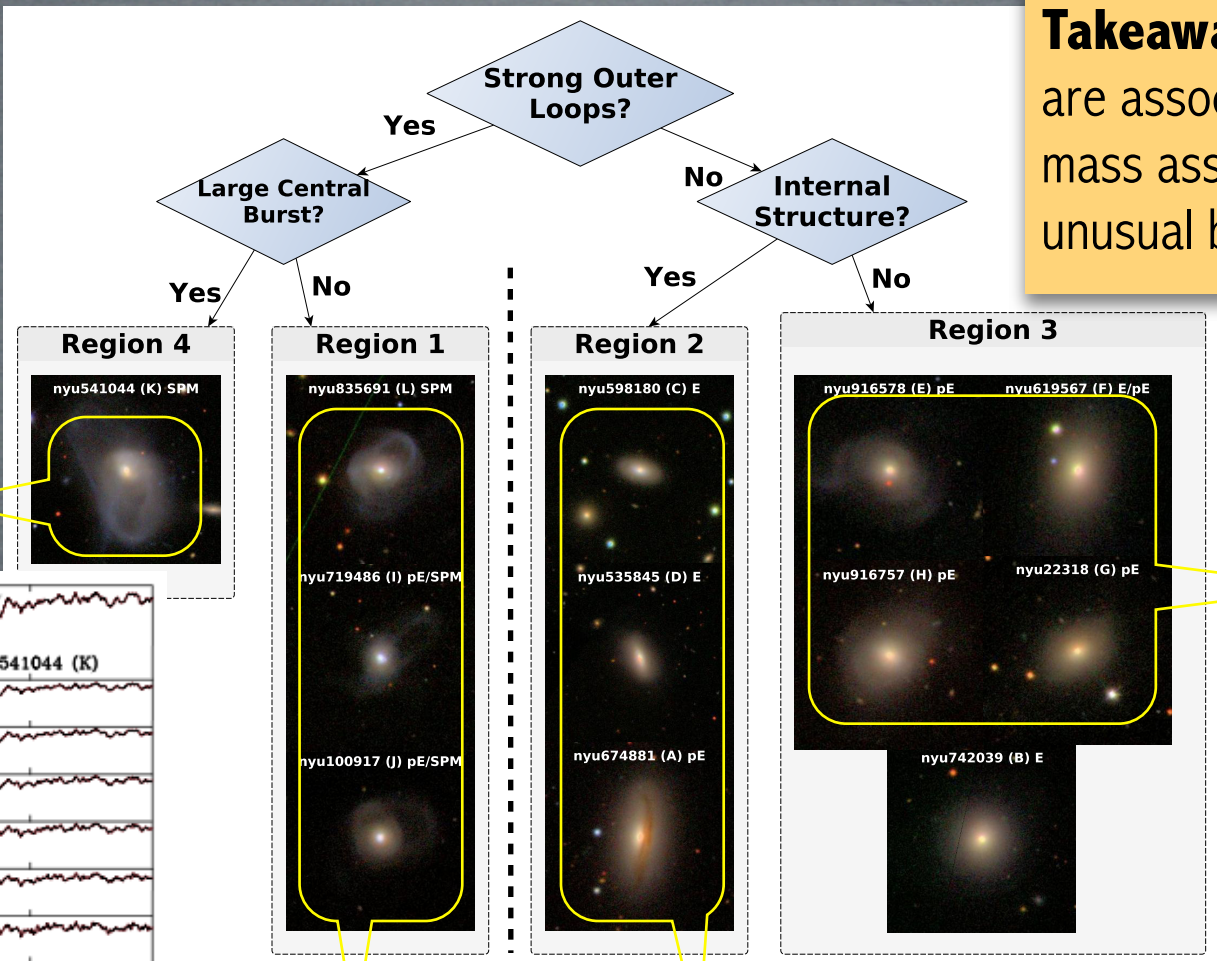 Takeaw
are asso
mass ass
unusual b
Strong Outer
Loops?
Yes
No
Large Central
Burst?
Internal
Structure?
Yes
No
Yes
No
Region 4
Region 1
Region 2
Region 3
nyu541044 (K) SPM
nyu835691 (L) SPM
nyu719486 (I) pE/SPM
nyu100917 (J) pE/SPM
nyu598180 (C) E
nyu535845 (D) E
nyu674881 (A) pE
nyu916578 (E) pE
nyu619567 (F) E/pE
nyu916757 (H) pE
nyu22318 (G) pE
nyu742039 (B) E
541044 (K)